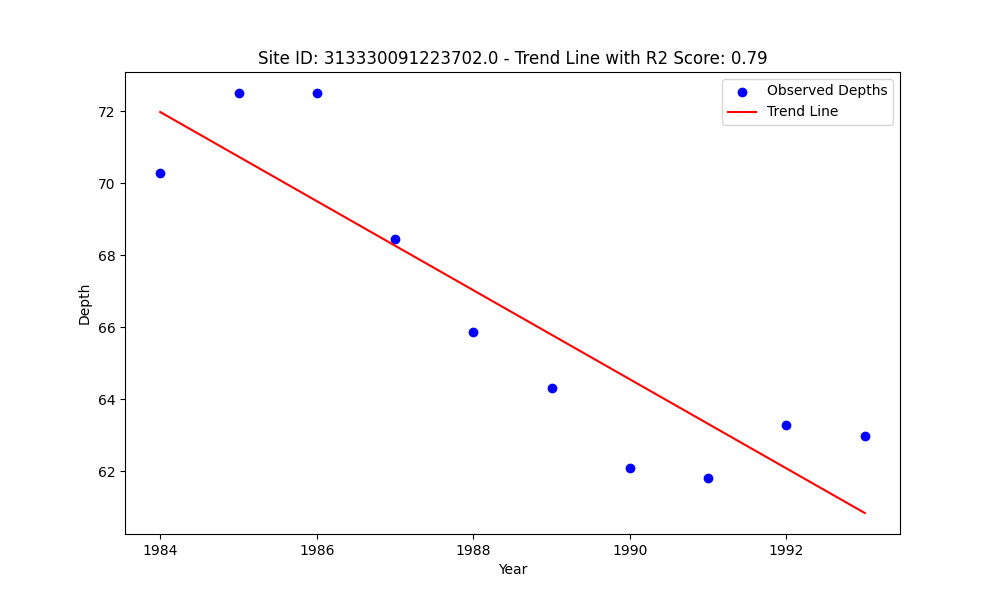 Site ID: 313330091223702.0 - Trend Line with R2 Score: 0.79
Observed Depths
Trend Line
72
70
68
66
64
62
Depth
1984
1986
1988
1990
1992
Year